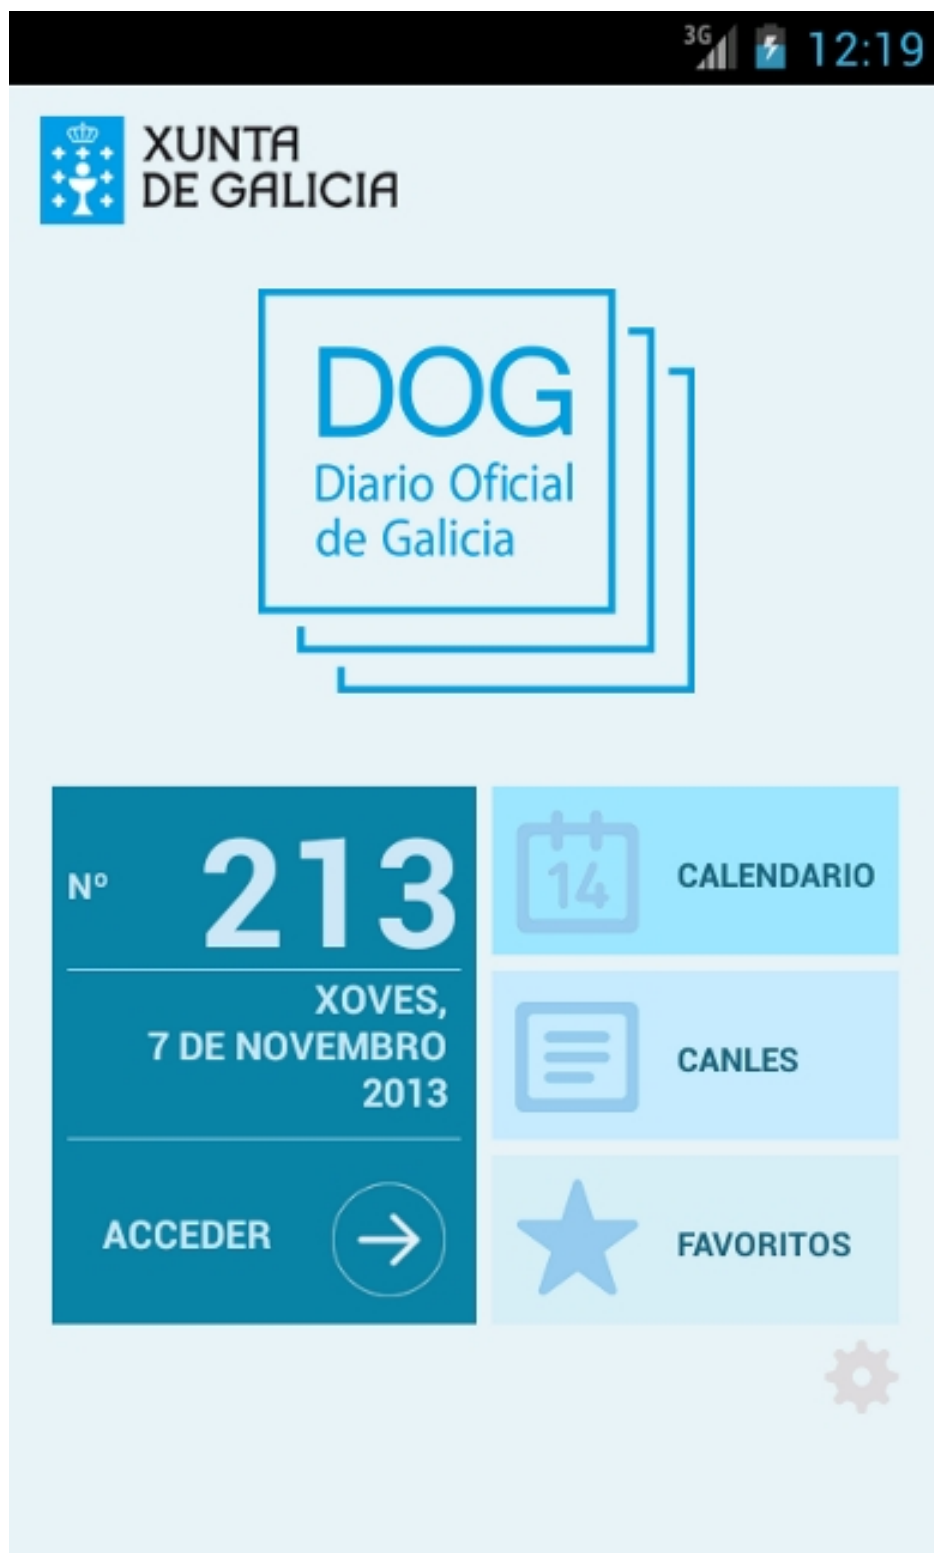 3G 12:19
XUNTA
DE GALICIA
DOG
Diario Oficial
de Galicia
Nº 213
XOVES,
7 DE NOVEMBRO
2013
ACCEDER
14 CALENDARIO
CANLES
FAVORITOS